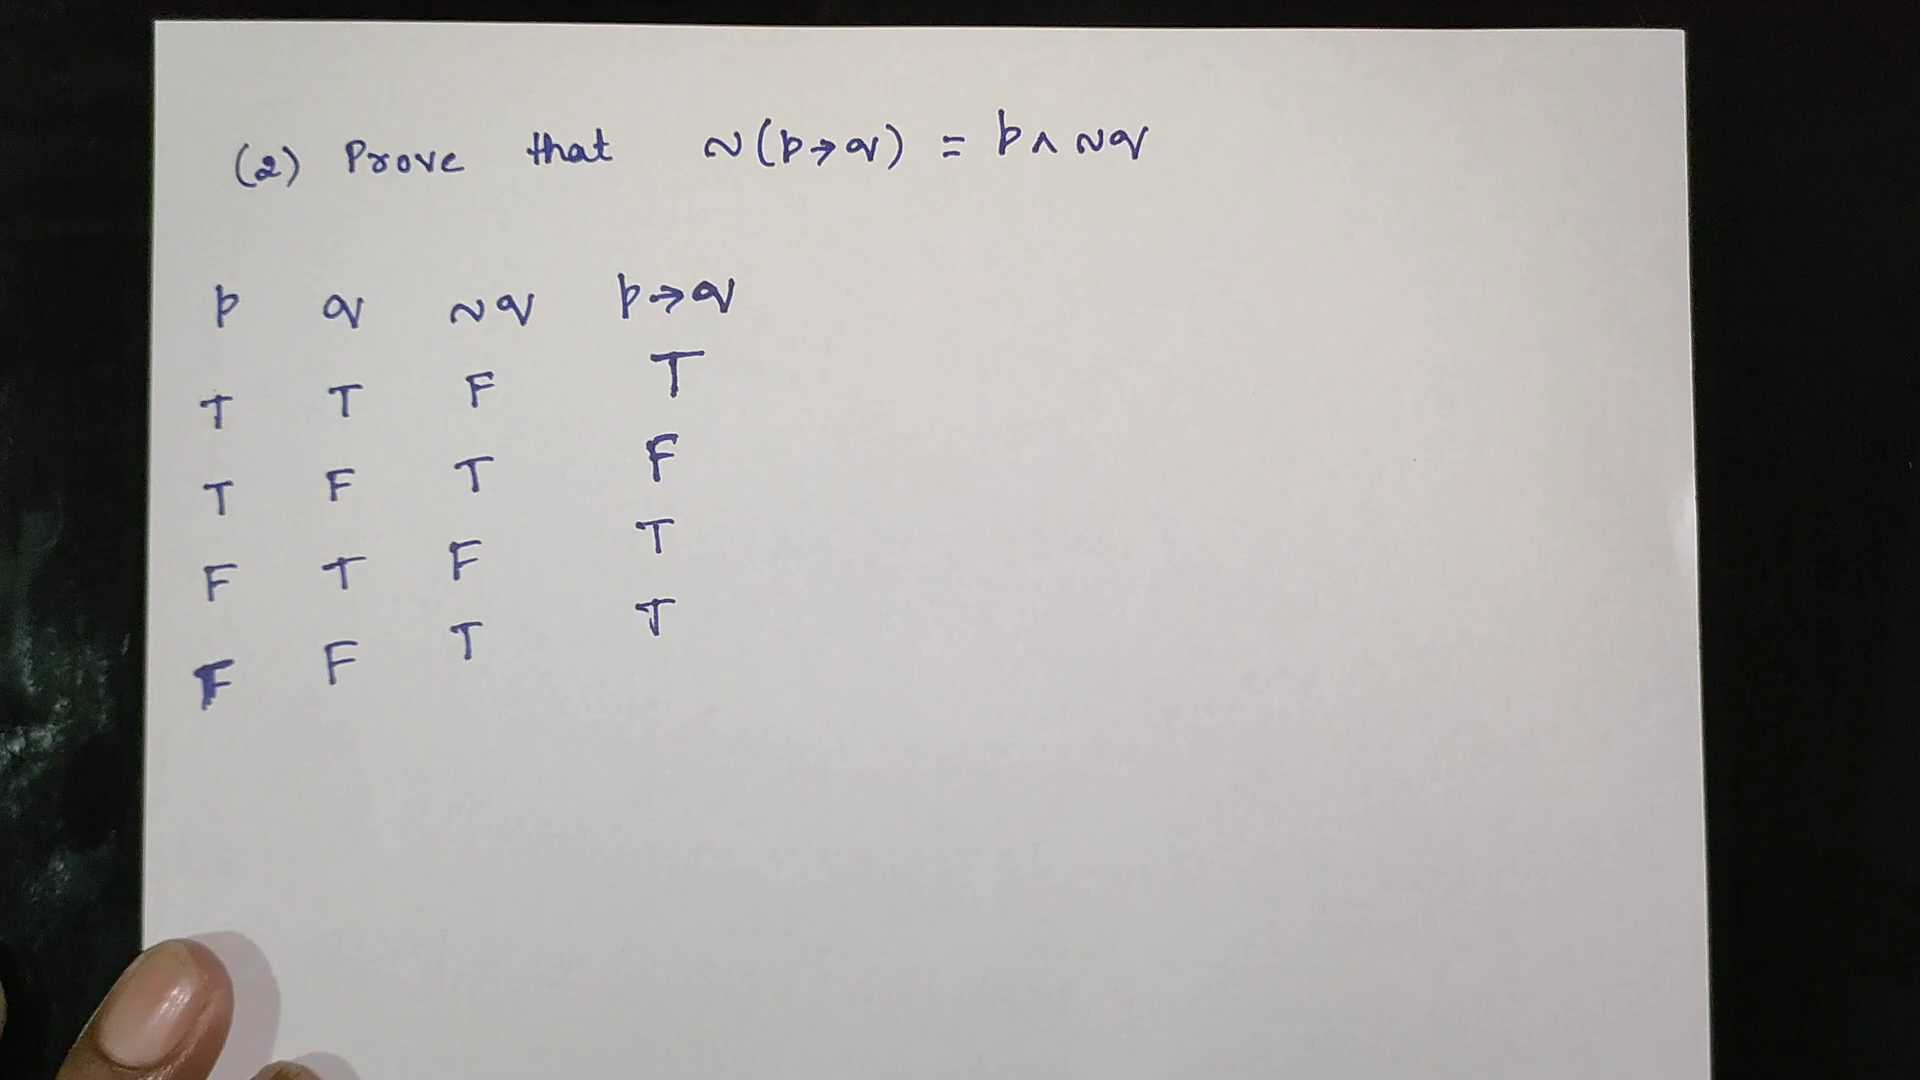 (2) Prove that ~(p→q) = p∧~q
p q ~q p→q
T T F T
T F T F
F T F T
F F T T